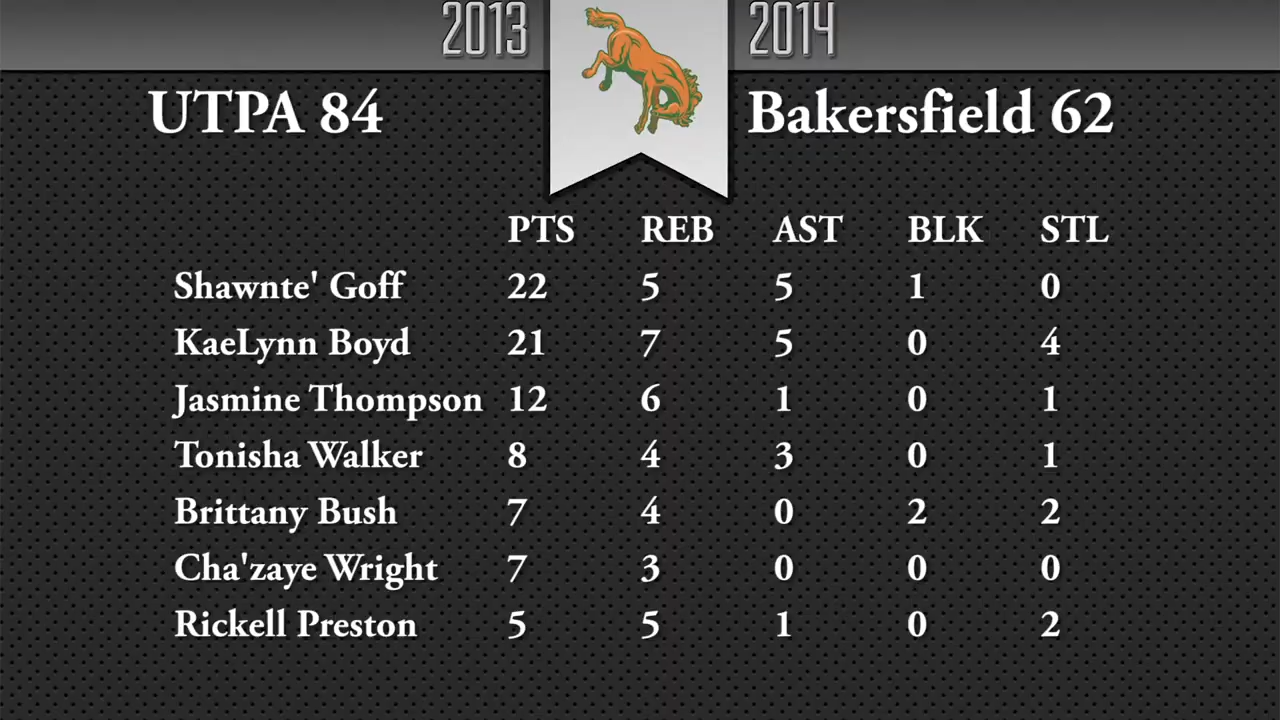 2013 2014
UTPA 84 Bakersfield 62
PTS REB AST BLK STL
Shawnte' Goff 22 5 5 1 0
KaeLynn Boyd 21 7 5 0 4
Jasmine Thompson 12 6 1 0 1
Tonisha Walker 8 4 3 0 1
Brittany Bush 7 4 0 2 2
Cha'zaye Wright 7 3 0 0 0
Rickell Preston 5 5 1 0 2